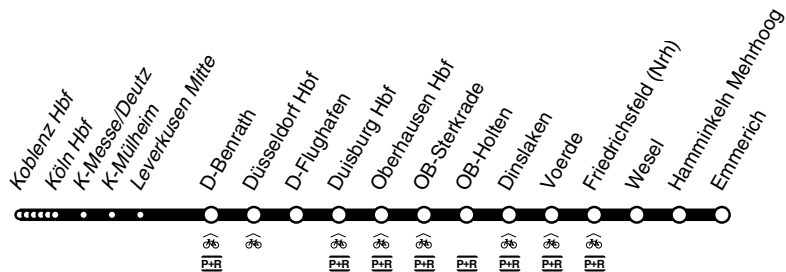 Koblenz Hbf
Köln Hbf
K-Messe/Deutz
K-Mülheim
Leverkusen Mitte
D-Benrath
Düsseldorf Hbf
D-Flughafen
Duisburg Hbf
Oberhausen Hbf
OB-Sterkrade
OB-Holten
Dinslaken
Voerde
Friedrichsfeld (Nrh)
Wesel
Hamminkeln Mehrhoog
Emmerich
P+R P+R P+R P+R P+R P+R P+R P+R